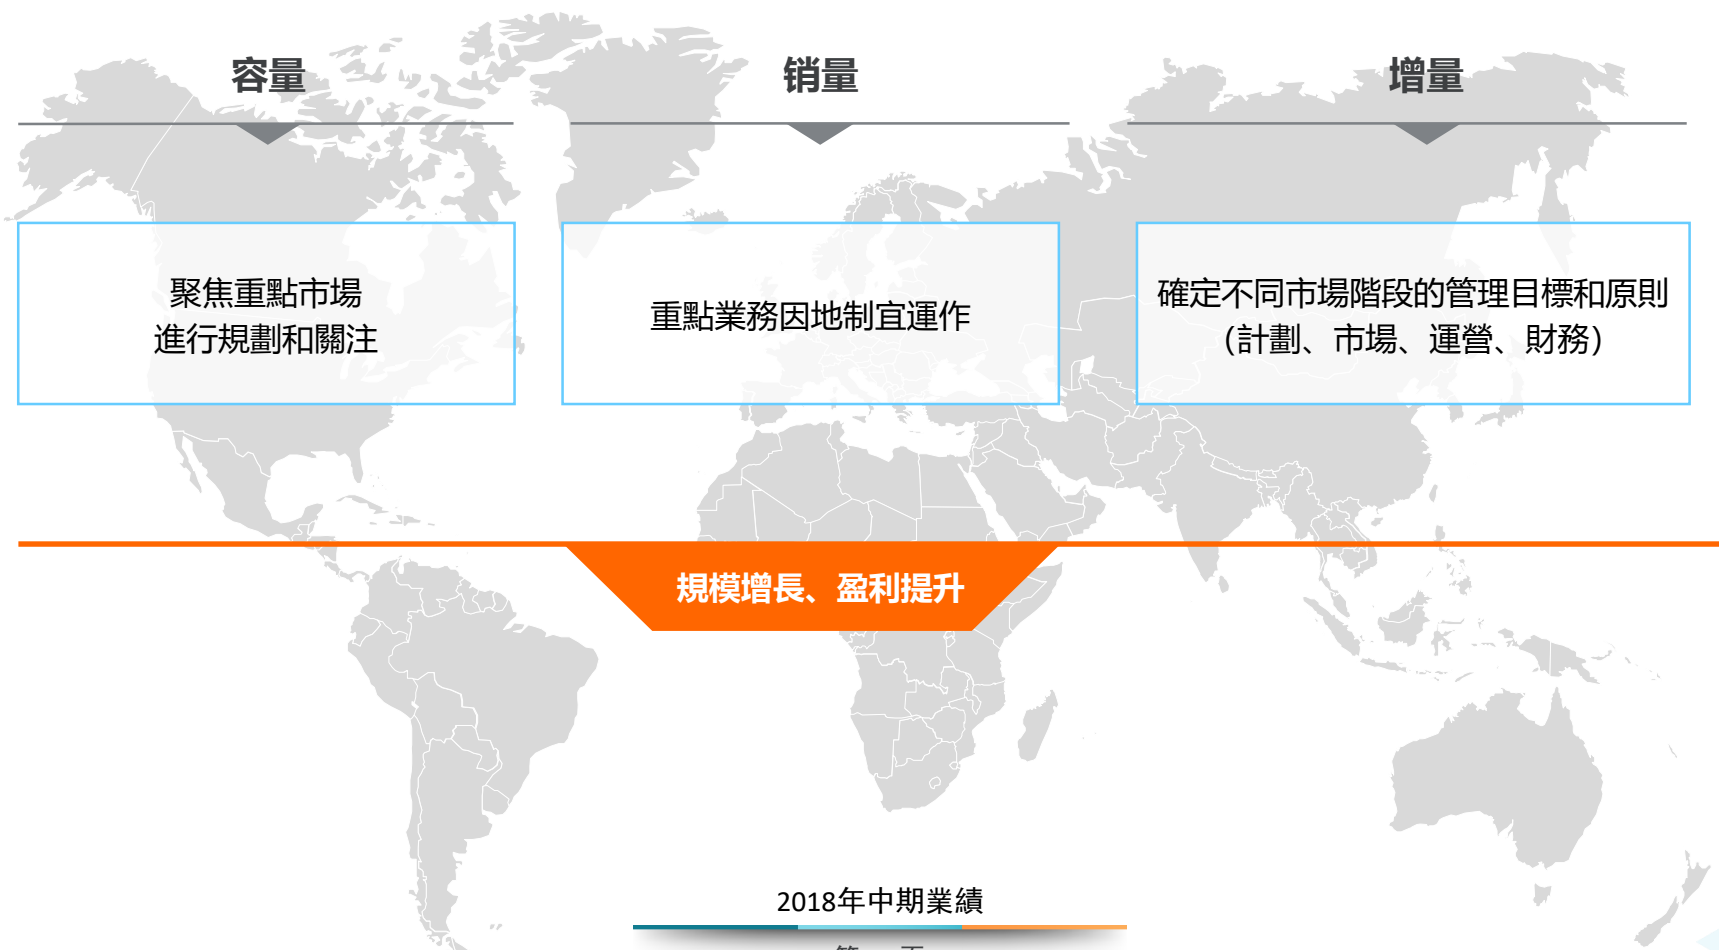 容量
销量
增量
聚焦重點市場
進行規劃和關注
重點業務因地制宜運作
確定不同市場階段的管理目標和原則
(計劃、市場、運營、財務)
規模增長、盈利提升
2018年中期業績